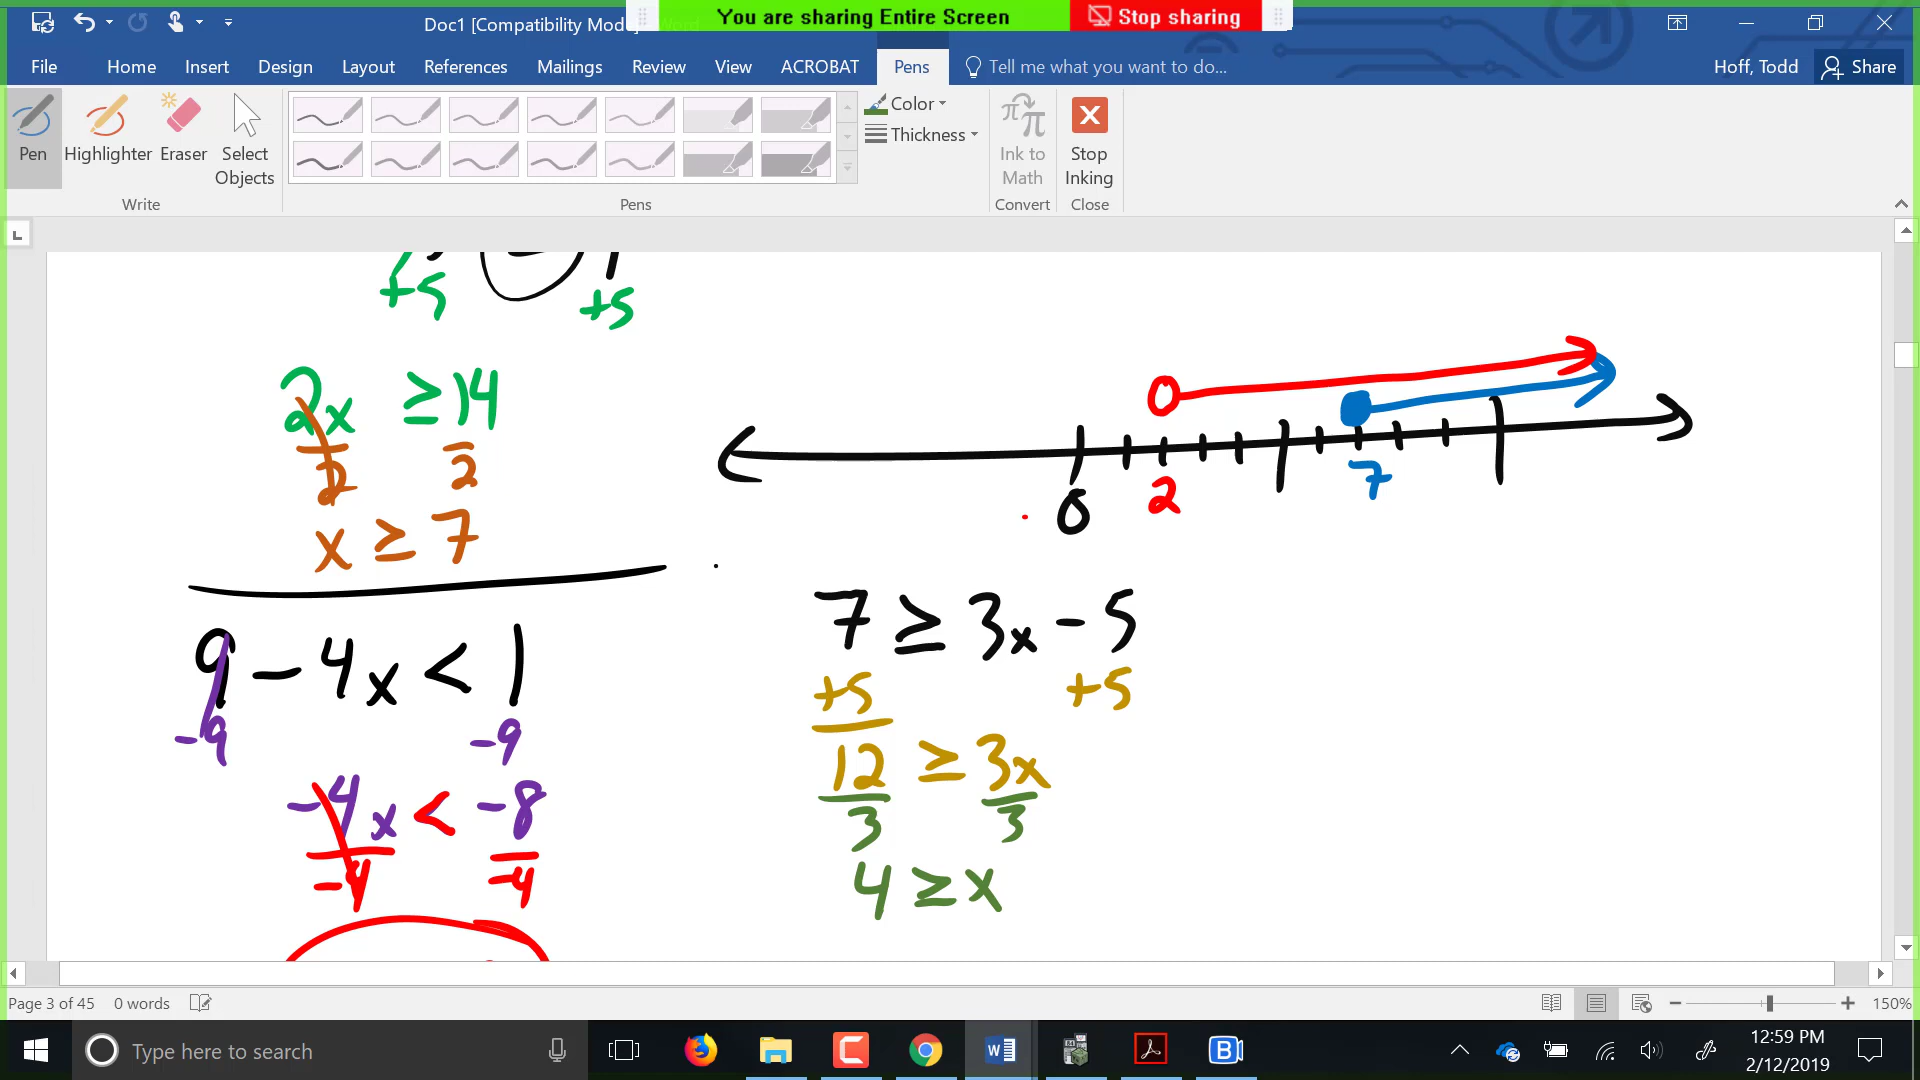 You are sharing Entire Screen
Stop sharing
Doc1 [Compatibility Mod
File Home Insert Design Layout References Mailings Review View ACROBAT Pens Tell me what you want to do... Hoff, Todd Share
Pen Highlighter Eraser Select Objects
Color
Thickness
Ink to Math
Stop Inking
Write Pens Convert Close
L
+5 +5
2x ≥ 14
2 2
x ≥ 7
0 2 7
9 - 4x < 1
-9 -9
-4x < -8
-4 -4
7 ≥ 3x - 5
+5 +5
12 ≥ 3x
3 3
4 ≥ x
Page 3 of 45 0 words 150%
Type here to search
12:59 PM
2/12/2019